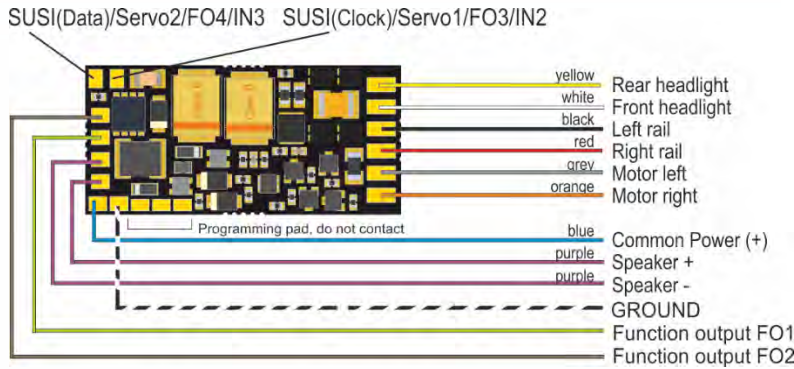 SUSI(Data)/Servo2/FO4/IN3 SUSI(Clock)/Servo1/FO3/IN2
yellow Rear headlight
white Front headlight
black Left rail
red Right rail
grey Motor left
orange Motor right
Programming pad, do not contact
blue Common Power (+)
purple Speaker +
purple Speaker -
GROUND
Function output FO1
Function output FO2